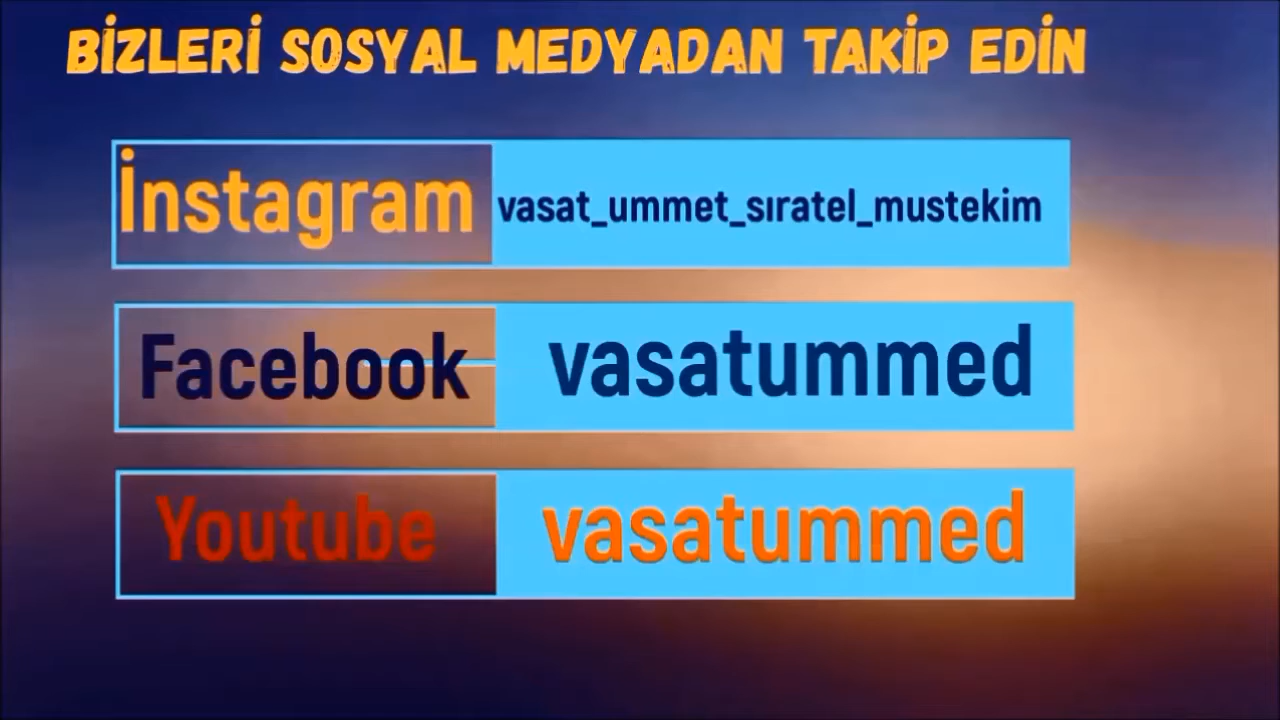 BİZLERİ SOSYAL MEDYADAN TAKİP EDİN
İnstagram vasat_ummet_sıratel_mustekim
Facebook vasatummed
Youtube vasatummed